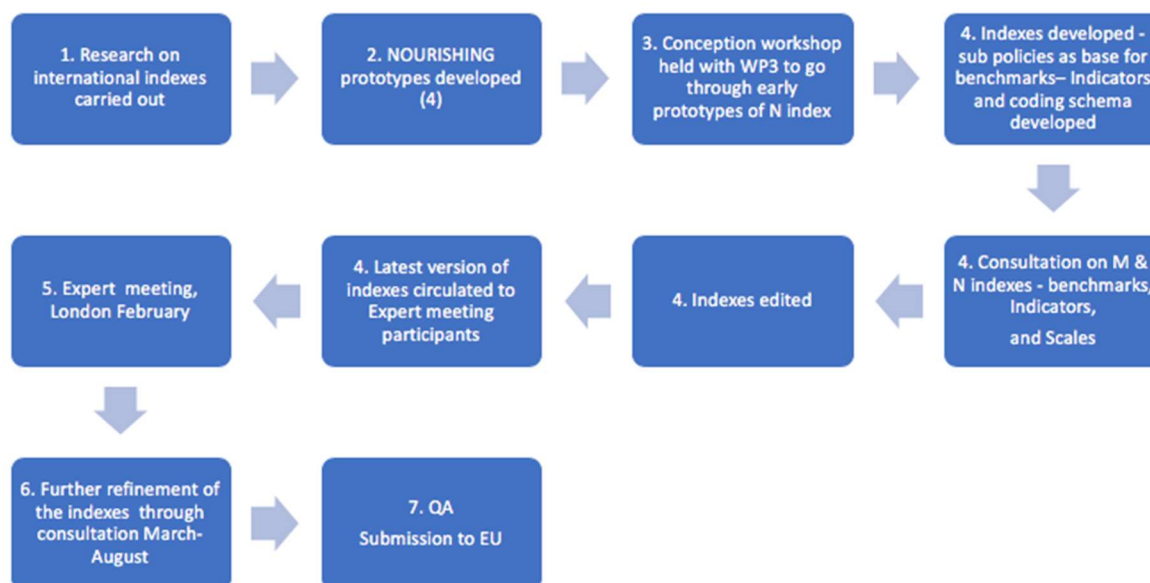 1. Research on
international indexes
carried out
2. NOURISHING
prototypes developed
(4)
3. Conception workshop
held with WP3 to go
through early
prototypes of N index
4. Indexes developed -
sub policies as base for
benchmarks– Indicators
and coding schema
developed
4. Consultation on M &
N indexes - benchmarks,
Indicators,
and Scales
4. Indexes edited
4. Latest version of
indexes circulated to
Expert meeting
participants
5. Expert meeting,
London February
6. Further refinement of
the indexes through
consultation March-
August
7. QA
Submission to EU